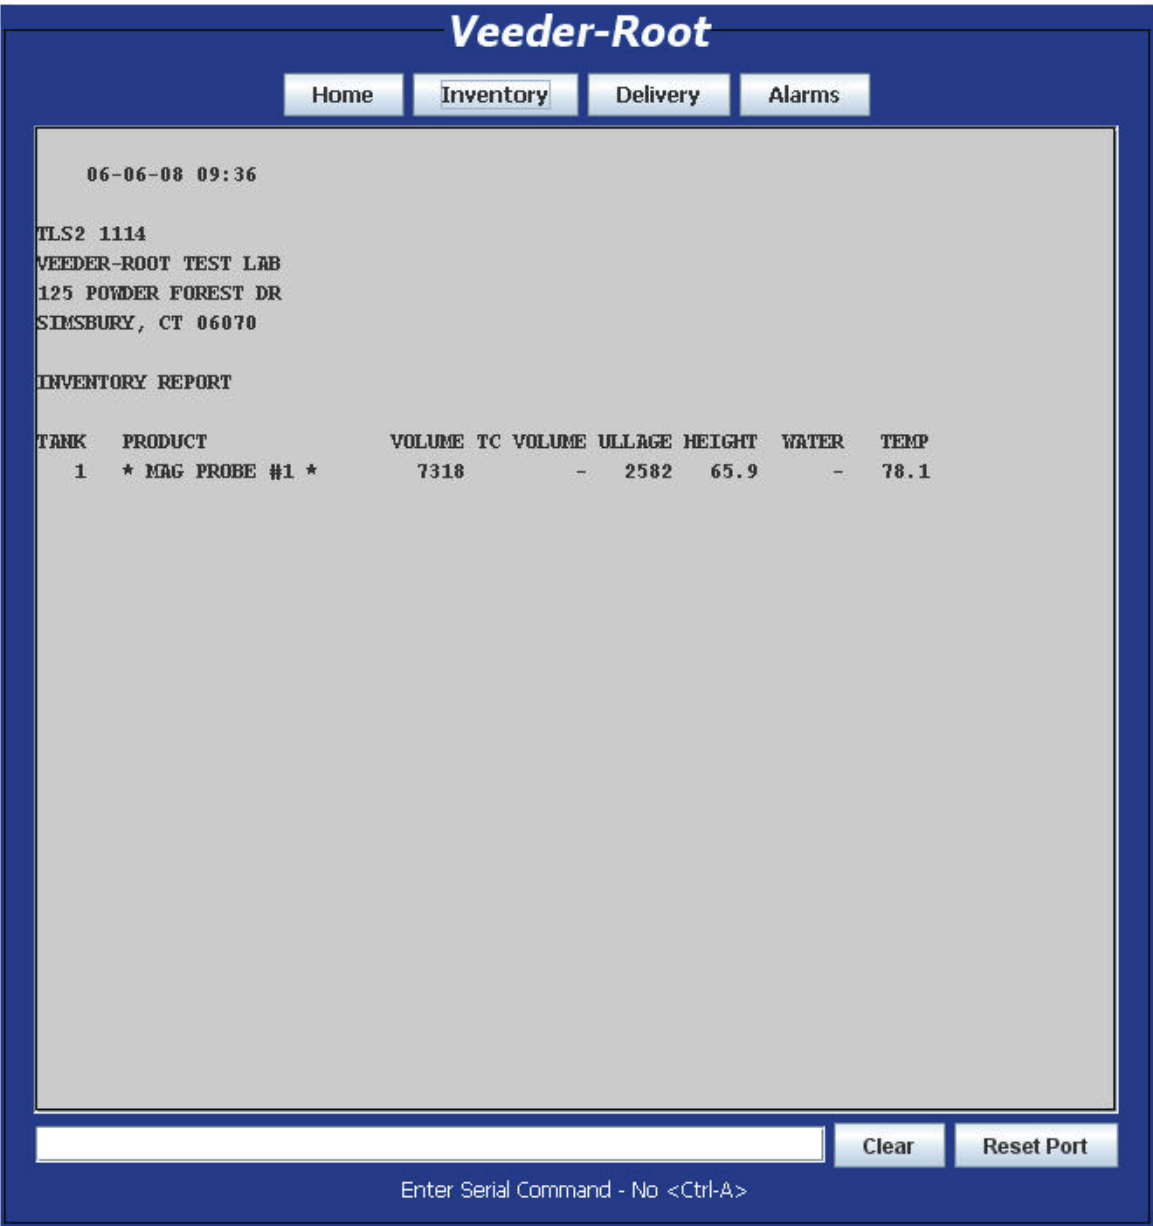 Veeder-Root
Home Inventory Delivery Alarms
06-06-08 09:36
TLS2 1114
VEEDER-ROOT TEST LAB
125 POWDER FOREST DR
SIMSBURY, CT 06070
INVENTORY REPORT
TANK PRODUCT VOLUME TC VOLUME ULLAGE HEIGHT WATER TEMP
1 * MAG PROBE #1 * 7318 - 2582 65.9 - 78.1
Clear Reset Port
Enter Serial Command - No <Ctrl-A>